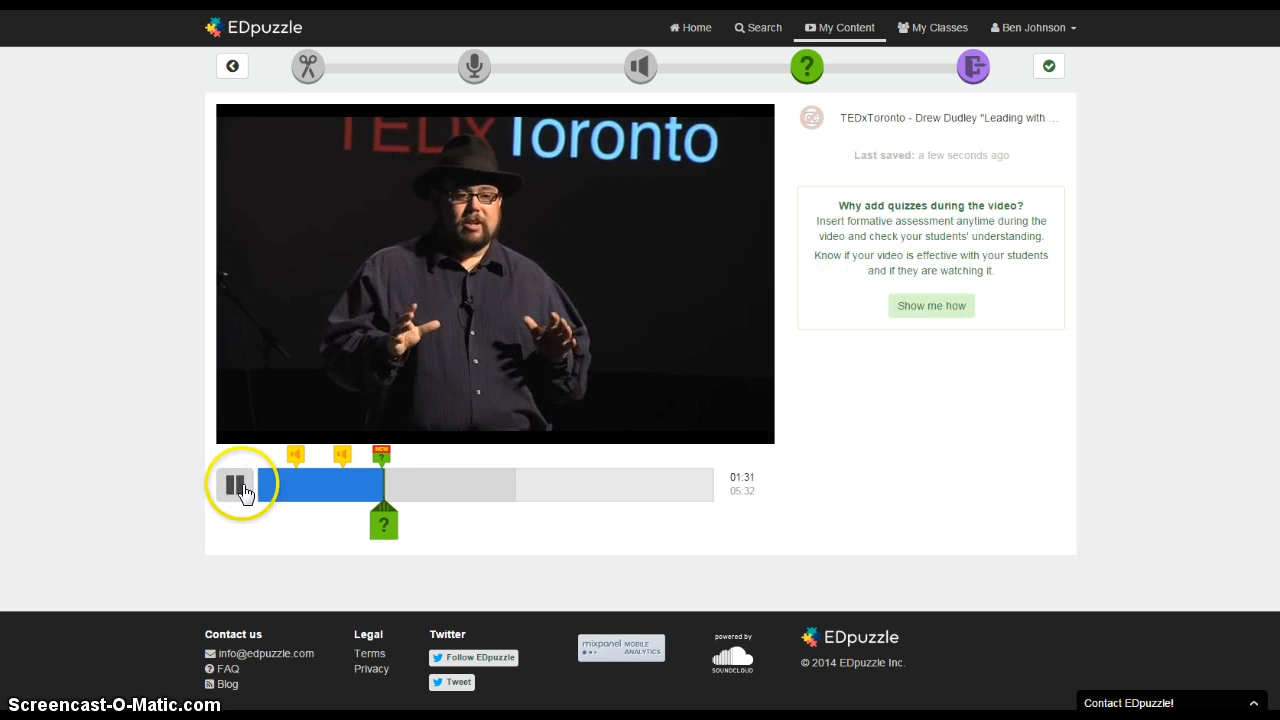 EDpuzzle
Home
Search
My Content
My Classes
Ben Johnson
?
TEDxToronto
TEDxToronto - Drew Dudley "Leading with ...
Last saved: a few seconds ago
Why add quizzes during the video?
Insert formative assessment anytime during the
video and check your students' understanding.
Know if your video is effective with your students
and if they are watching it.
Show me how
NEW
?
01:31
05:32
?
Contact us
info@edpuzzle.com
FAQ
Blog
Legal
Terms
Privacy
Twitter
Follow EDpuzzle
Tweet
mixpanel MOBILE
ANALYTICS
powered by
SOUNDCLOUD
EDpuzzle
© 2014 EDpuzzle Inc.
Contact EDpuzzle!
Screencast-O-Matic.com